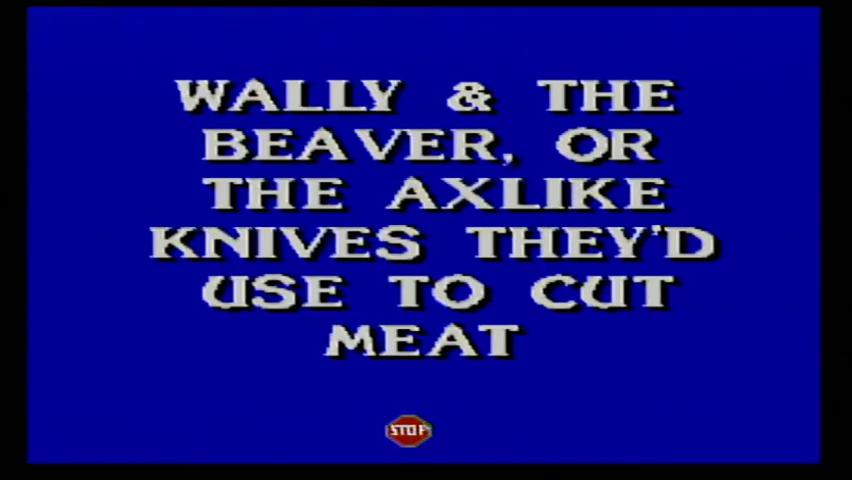 WALLY & THE
BEAVER, OR
THE AXLIKE
KNIVES THEY'D
USE TO CUT
MEAT
STOP